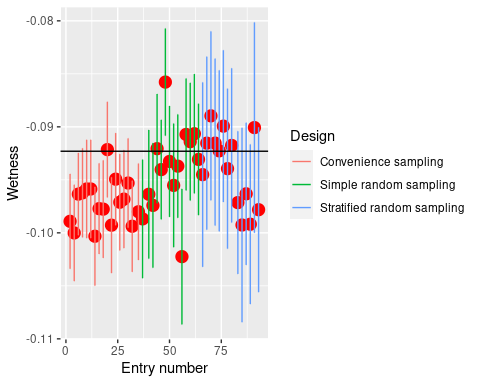 -0.08
-0.09
-0.10
-0.11
Wetness
0
25
50
75
Entry number
Design
Convenience sampling
Simple random sampling
Stratified random sampling